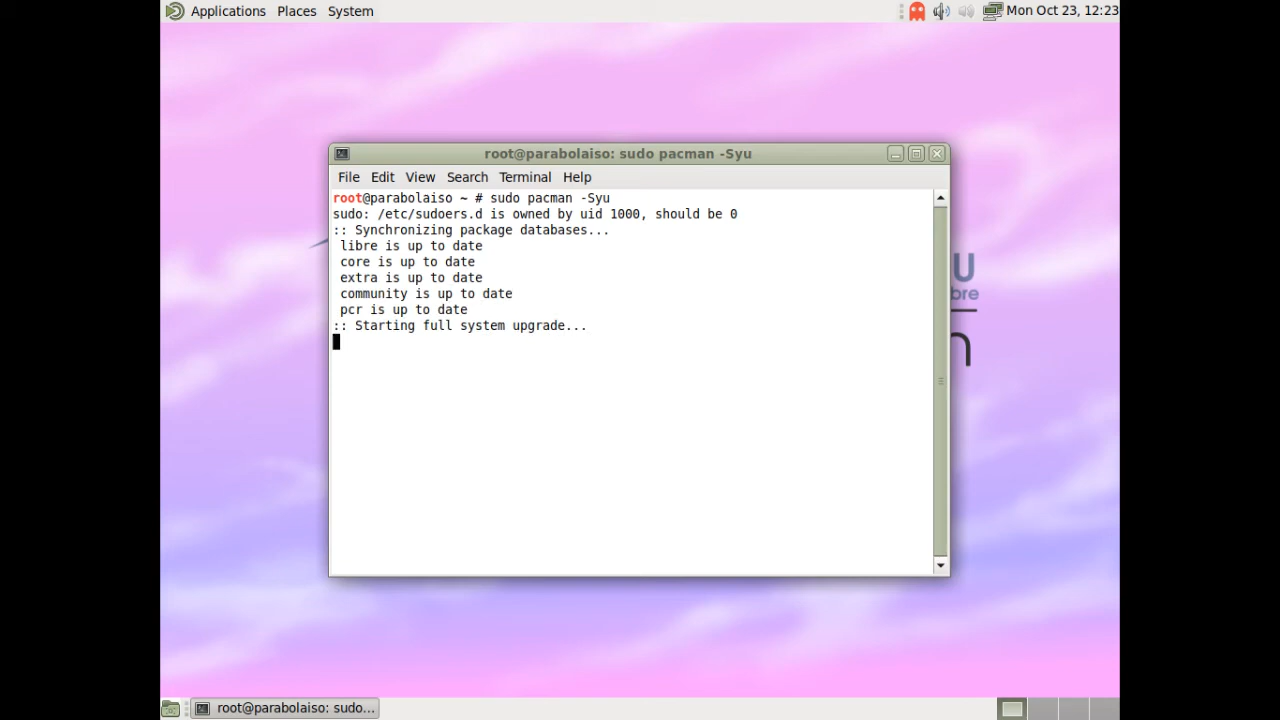 Applications Places System
Mon Oct 23, 12:23
root@parabolaiso: sudo pacman -Syu
File Edit View Search Terminal Help
root@parabolaiso ~ # sudo pacman -Syu
sudo: /etc/sudoers.d is owned by uid 1000, should be 0
:: Synchronizing package databases...
libre is up to date
core is up to date
extra is up to date
community is up to date
pcr is up to date
:: Starting full system upgrade...
U
bre
n
root@parabolaiso: sudo...